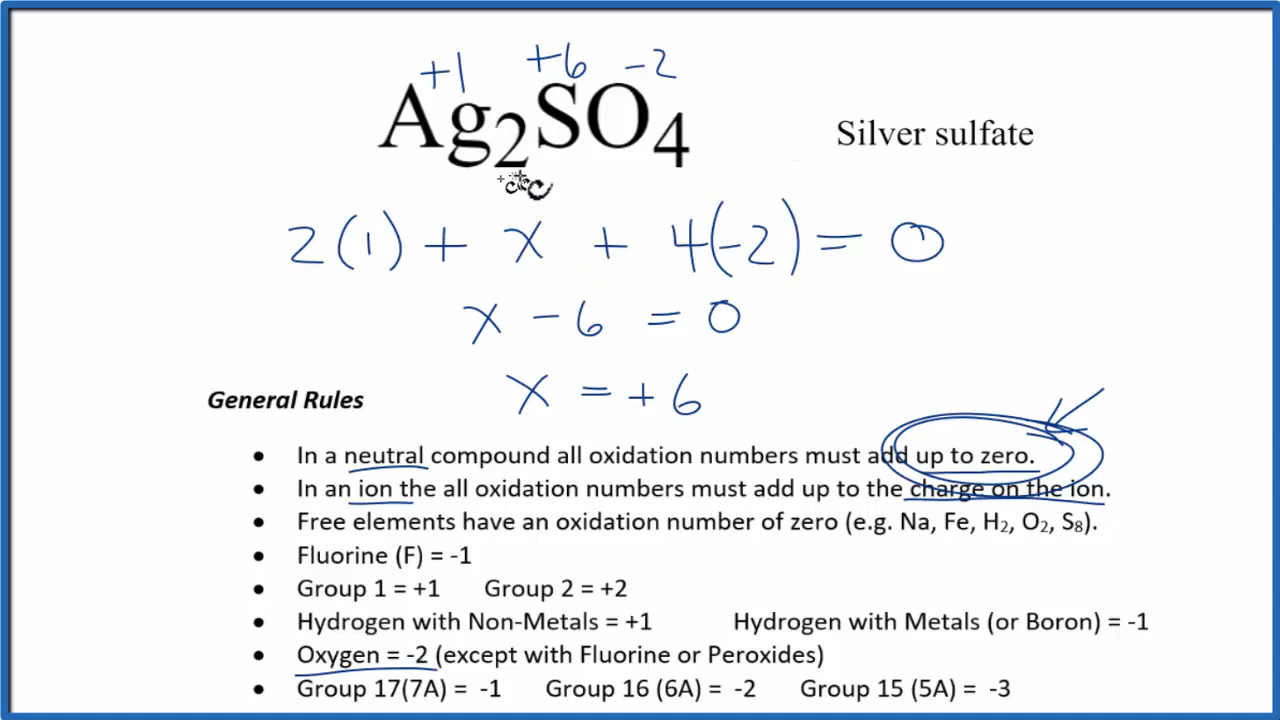 +1 +6 -2
Ag₂SO₄ Silver sulfate
2(1) + x + 4(-2) = 0
x - 6 = 0
x = +6
General Rules
• In a neutral compound all oxidation numbers must add up to zero.
• In an ion the all oxidation numbers must add up to the charge on the ion.
• Free elements have an oxidation number of zero (e.g. Na, Fe, H₂, O₂, S₈).
• Fluorine (F) = -1
• Group 1 = +1 Group 2 = +2
• Hydrogen with Non-Metals = +1 Hydrogen with Metals (or Boron) = -1
• Oxygen = -2 (except with Fluorine or Peroxides)
• Group 17(7A) = -1 Group 16 (6A) = -2 Group 15 (5A) = -3